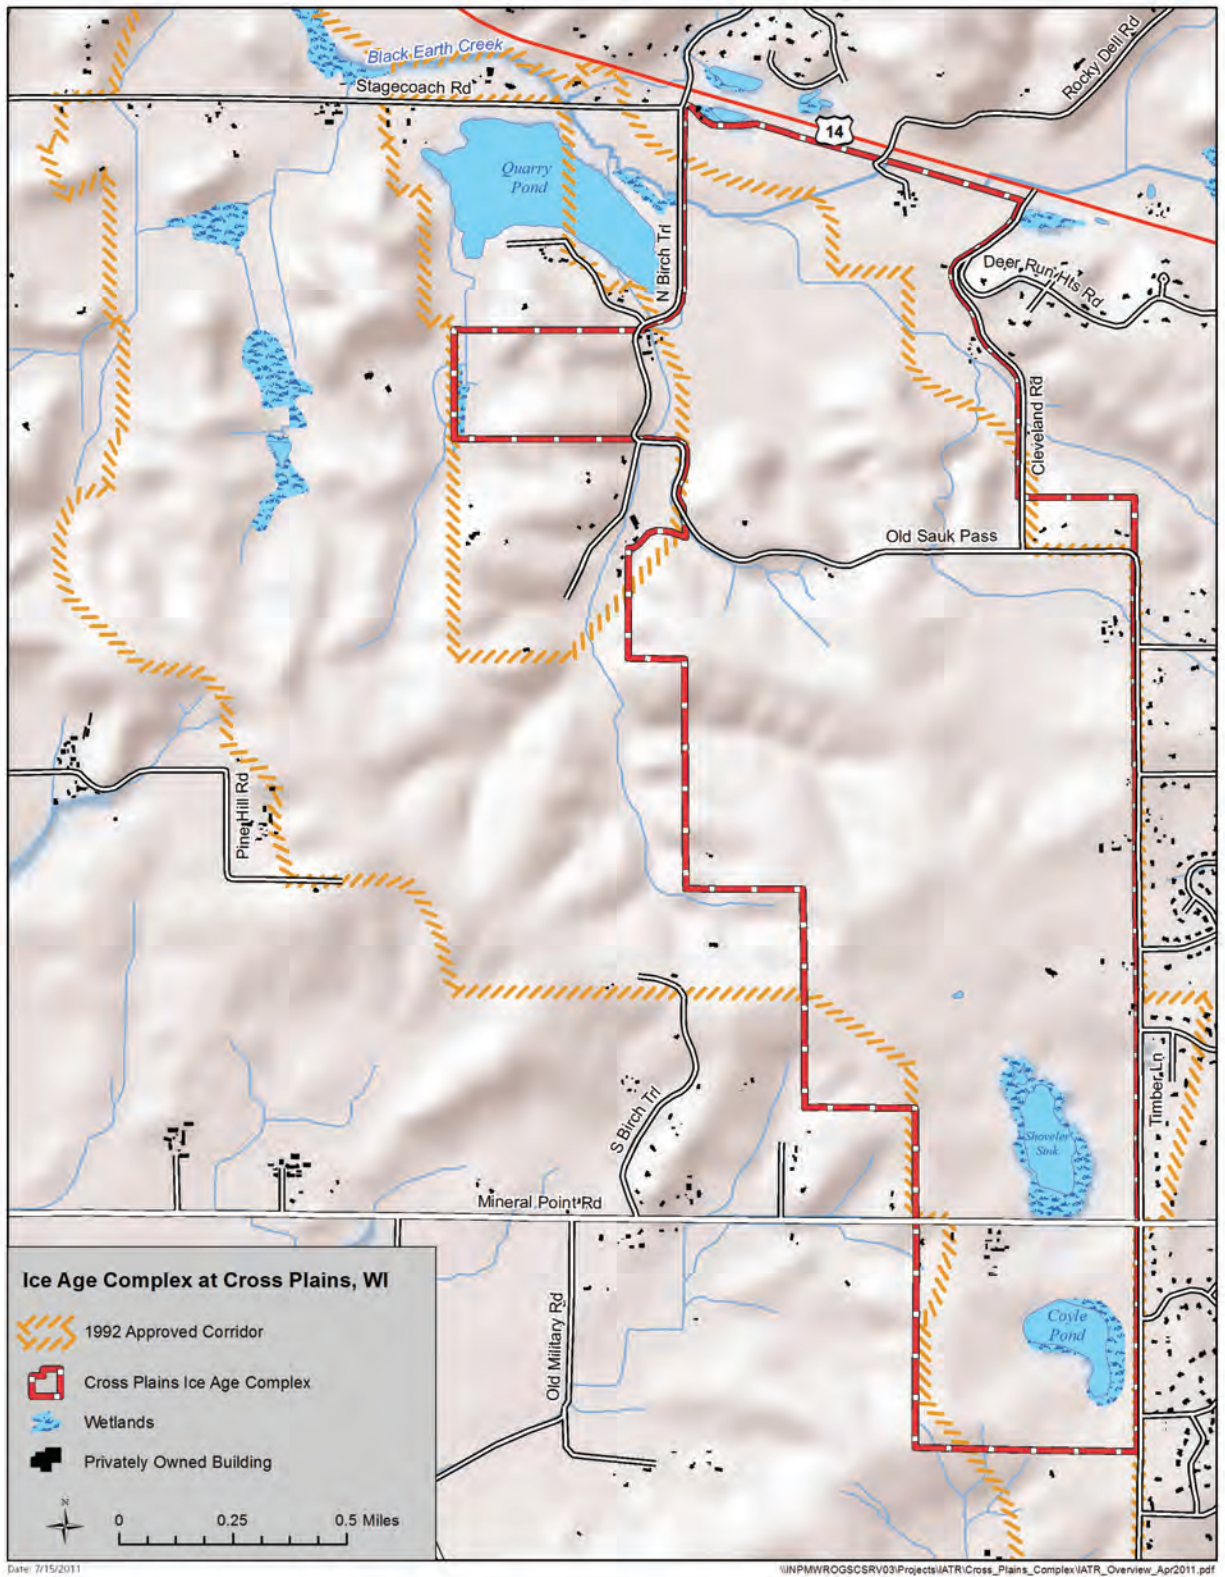 Black Earth Creek
Stagecoach Rd
Rocky Dell Rd
14
Quarry
Pond
N Birch Trl
Deer Run Hts Rd
Cleveland Rd
Old Sauk Pass
Pine Hill Rd
S Birch Trl
Timber Ln
Shoveler
Sink
Mineral Point Rd
Old Military Rd
Coyle
Pond
Ice Age Complex at Cross Plains, WI
1992 Approved Corridor
Cross Plains Ice Age Complex
Wetlands
Privately Owned Building
N
0 0.25 0.5 Miles
Date: 7/15/2011
\\INPMWROGSCSRV03\Projects\IATR\Cross_Plains_Complex\IATR_Overview_Apr2011.pdf